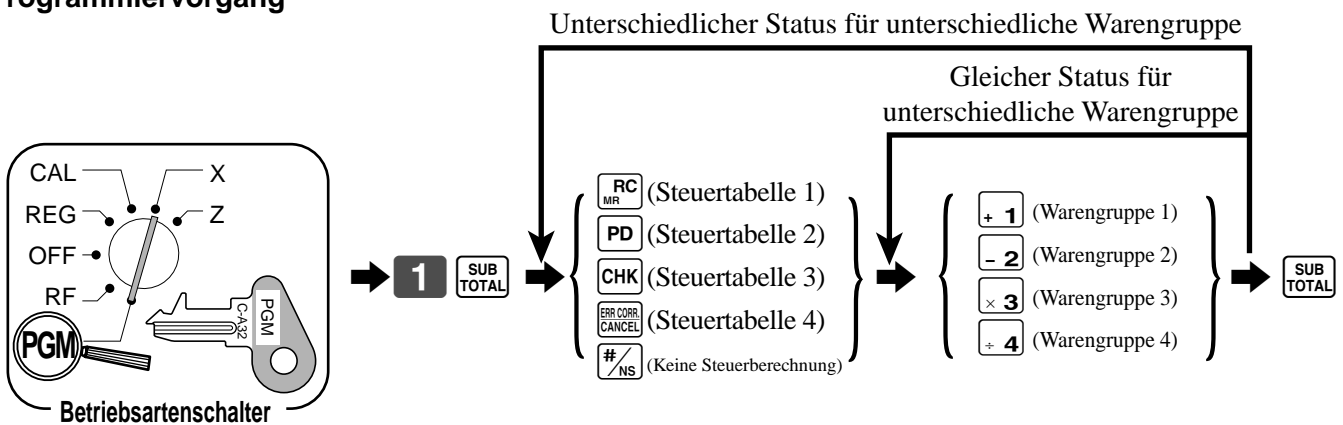 rogrammiervorgang
Unterschiedlicher Status für unterschiedliche Warengruppe
Gleicher Status für
unterschiedliche Warengruppe
CAL X
REG Z
OFF
RF
PGM
C-A32
PGM
Betriebsartenschalter
1 SUB TOTAL
RC MR (Steuertabelle 1)
PD (Steuertabelle 2)
CHK (Steuertabelle 3)
ERR CORR. CANCEL (Steuertabelle 4)
#/NS (Keine Steuerberechnung)
+ 1 (Warengruppe 1)
- 2 (Warengruppe 2)
× 3 (Warengruppe 3)
÷ 4 (Warengruppe 4)
SUB TOTAL